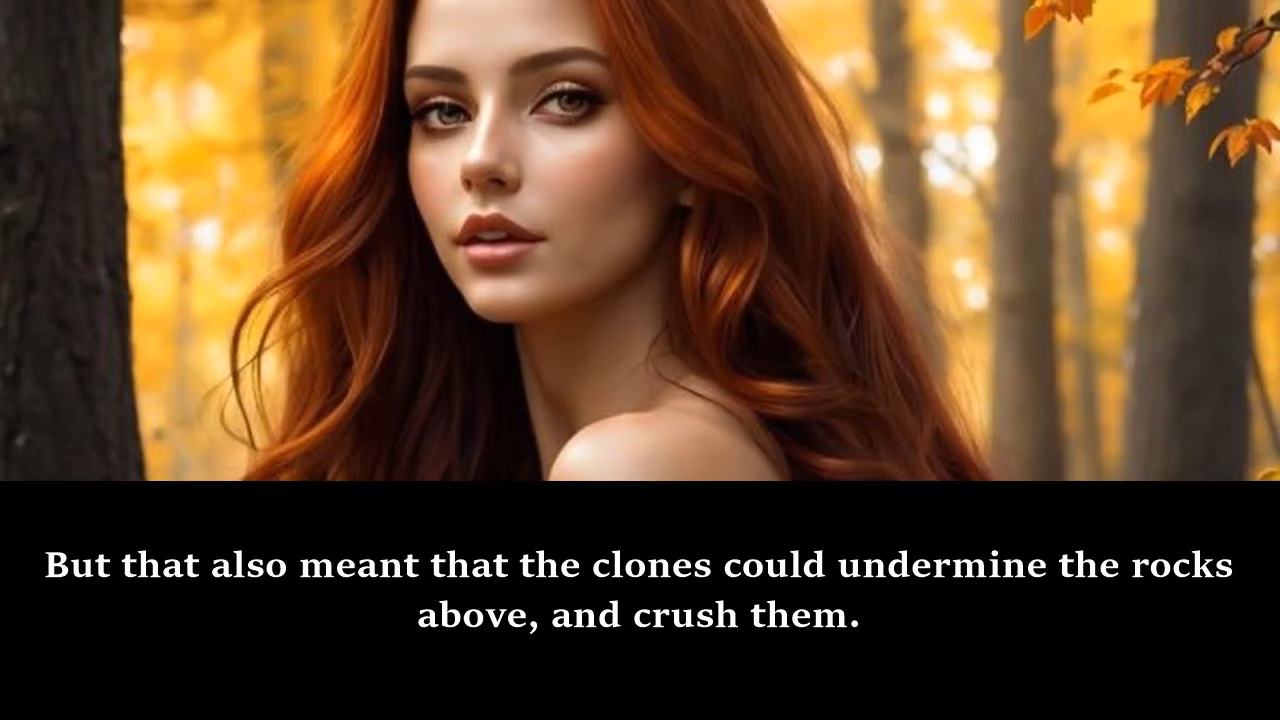 But that also meant that the clones could undermine the rocks
above, and crush them.